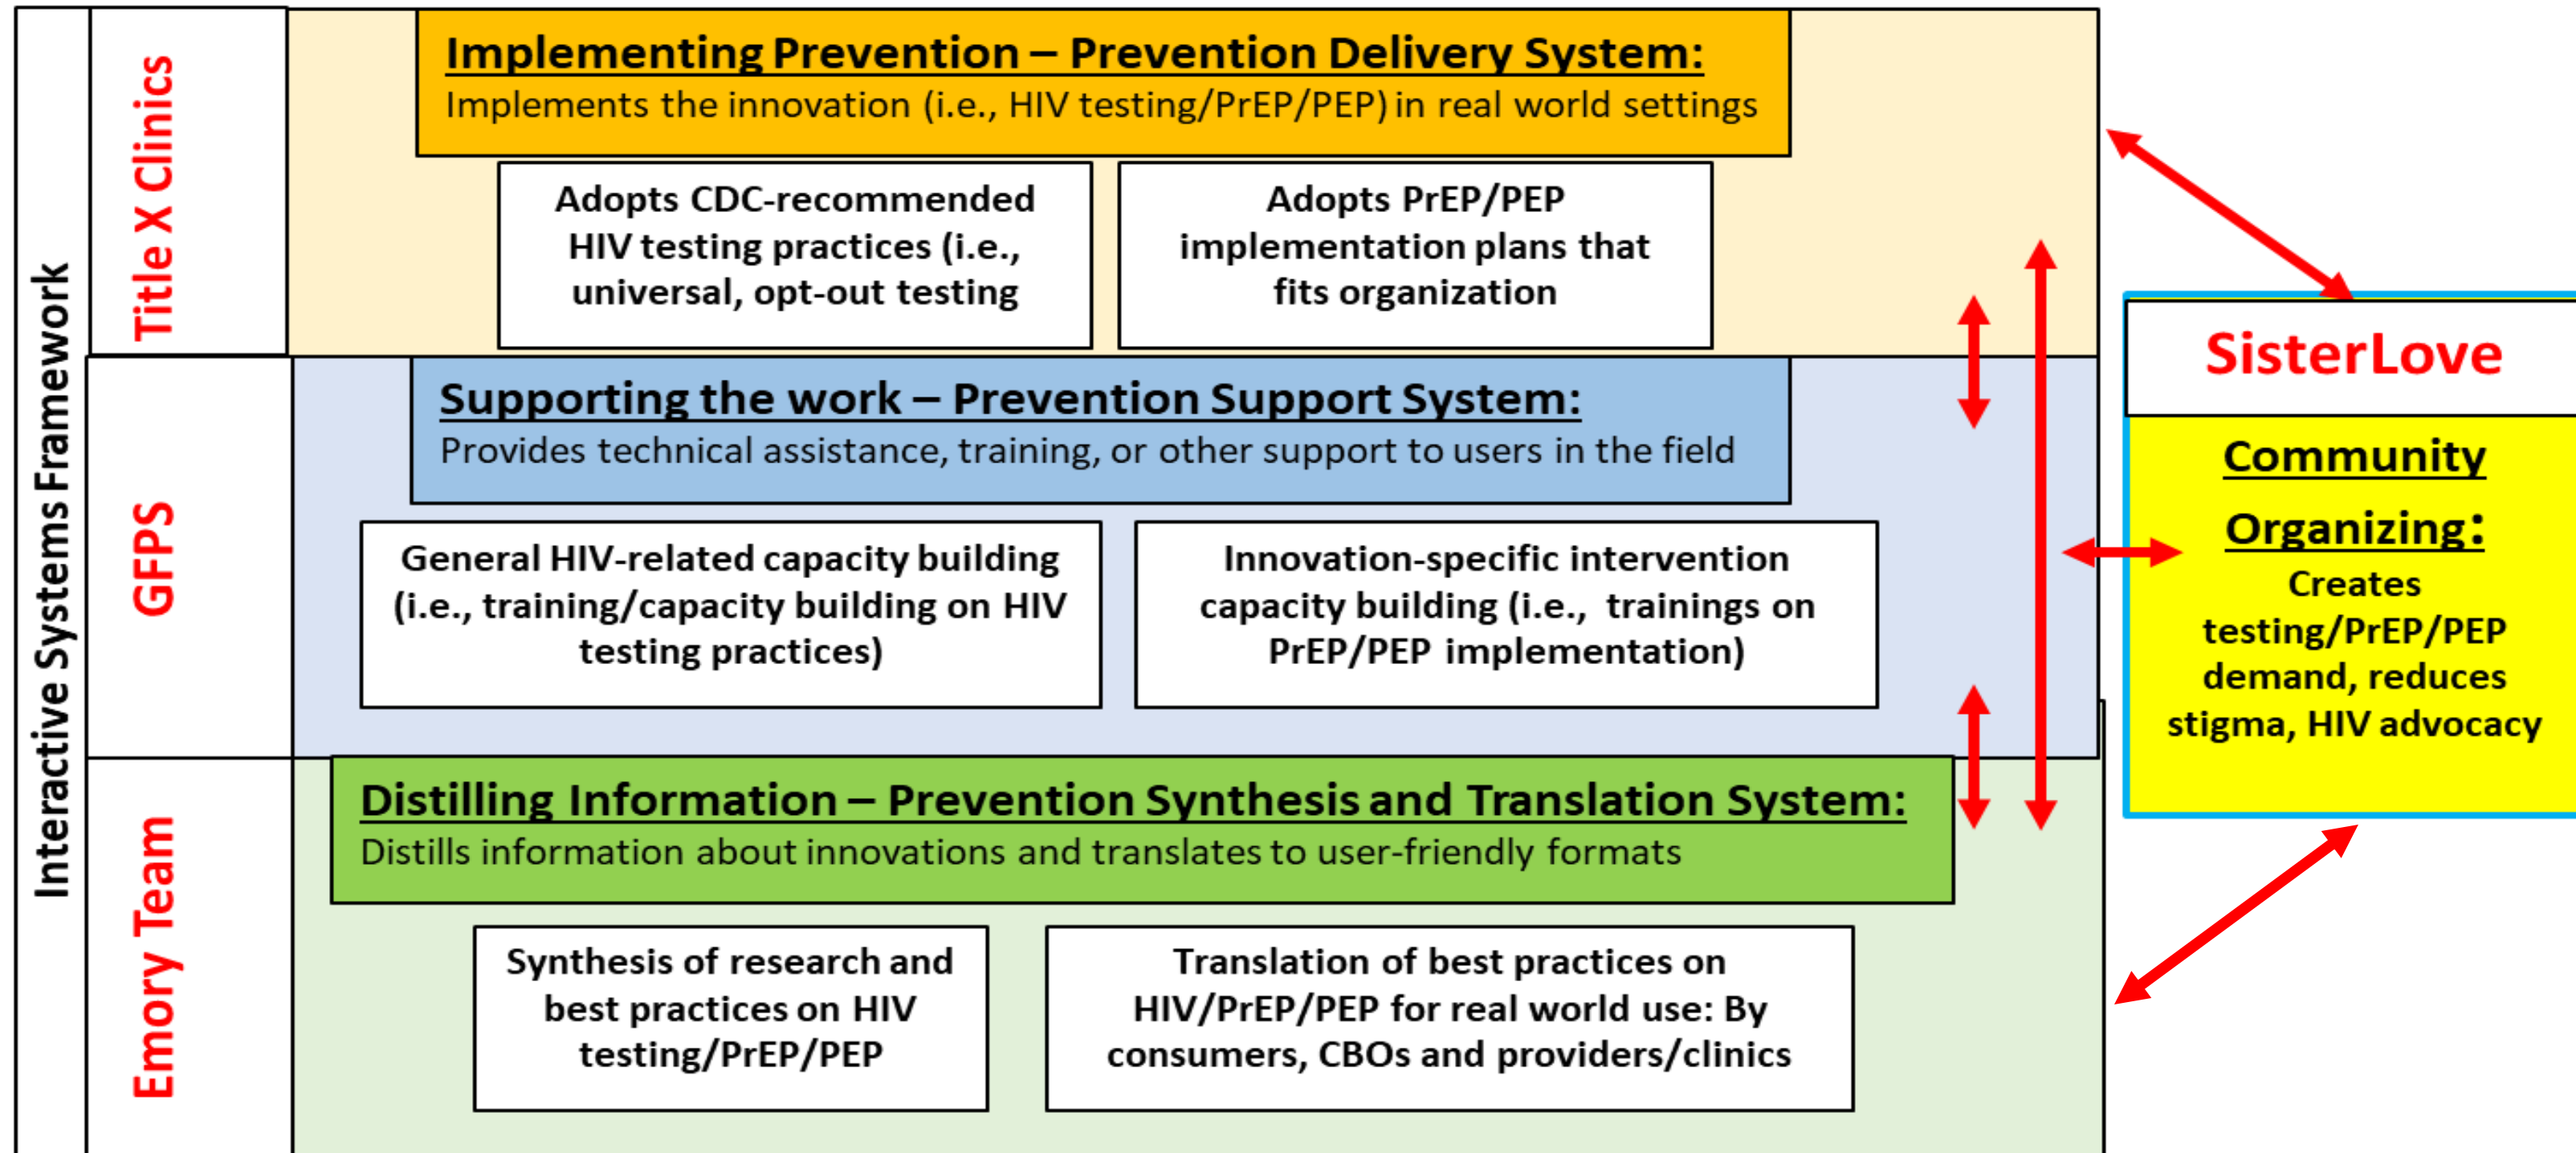 Interactive Systems Framework
Title X Clinics
Implementing Prevention – Prevention Delivery System:
Implements the innovation (i.e., HIV testing/PrEP/PEP) in real world settings
Adopts CDC-recommended
HIV testing practices (i.e.,
universal, opt-out testing
Adopts PrEP/PEP
implementation plans that
fits organization
GFPS
Supporting the work – Prevention Support System:
Provides technical assistance, training, or other support to users in the field
General HIV-related capacity building
(i.e., training/capacity building on HIV
testing practices)
Innovation-specific intervention
capacity building (i.e., trainings on
PrEP/PEP implementation)
Emory Team
Distilling Information – Prevention Synthesis and Translation System:
Distills information about innovations and translates to user-friendly formats
Synthesis of research and
best practices on HIV
testing/PrEP/PEP
Translation of best practices on
HIV/PrEP/PEP for real world use: By
consumers, CBOs and providers/clinics
SisterLove
Community
Organizing:
Creates
testing/PrEP/PEP
demand, reduces
stigma, HIV advocacy